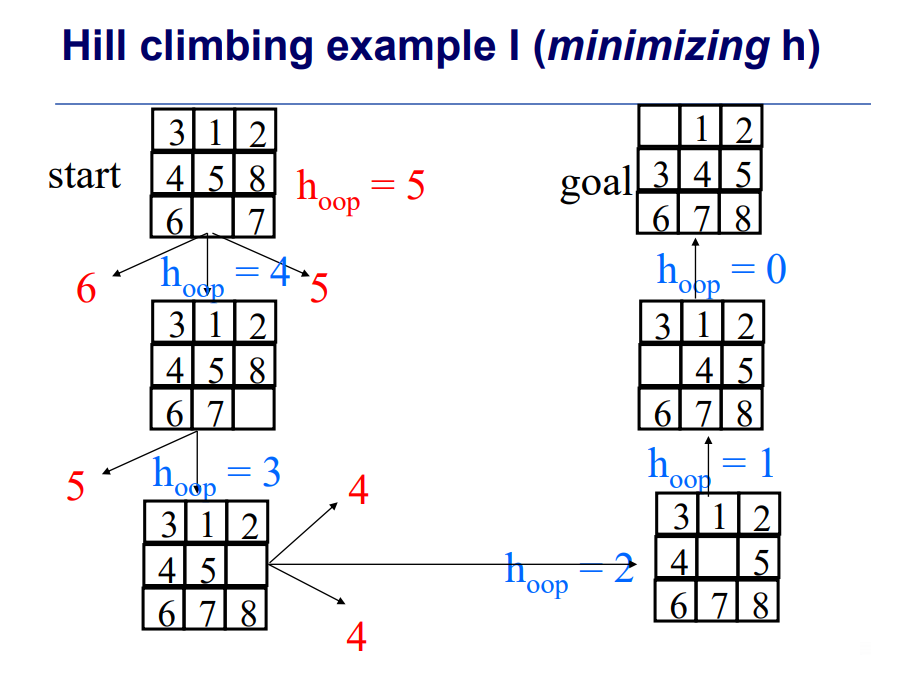 Hill climbing example I (minimizing h)
start
3 1 2
4 5 8
6 7
hoop = 5
6
hoop = 4
5
3 1 2
4 5 8
6 7
5
hoop = 3
3 1 2
4 5
6 7 8
4
hoop = 2
4
3 1 2
4 5
6 7 8
hoop = 1
3 1 2
4 5
6 7 8
hoop = 0
goal
1 2
3 4 5
6 7 8